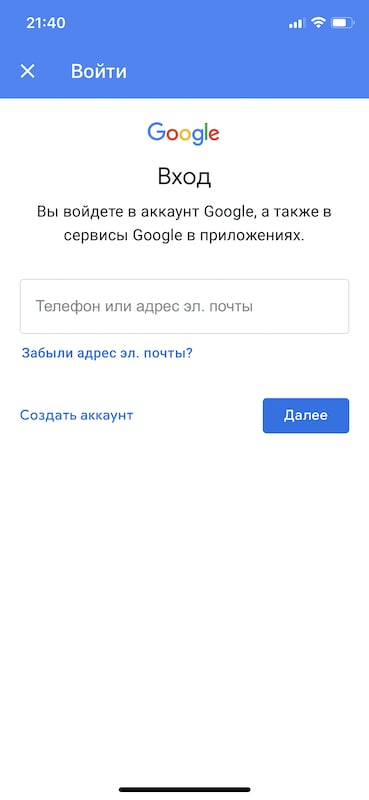 21:40
Войти
Google
Вход
Вы войдете в аккаунт Google, а также в
сервисы Google в приложениях.
Телефон или адрес эл. почты
Забыли адрес эл. почты?
Создать аккаунт
Далее